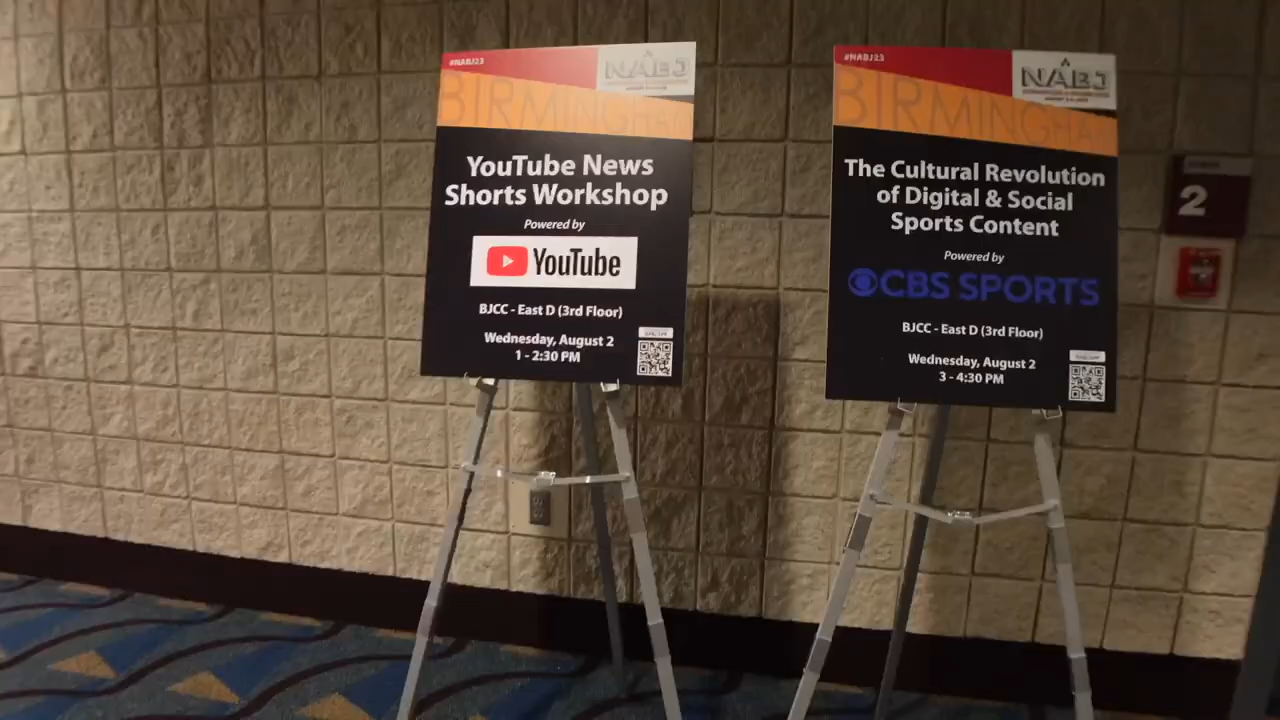 #NABJ23
NABJ
BIRMINGHAM
YouTube News
Shorts Workshop
Powered by
YouTube
BJCC - East D (3rd Floor)
Wednesday, August 2
1 - 2:30 PM
#NABJ23
NABJ
BIRMINGHAM
The Cultural Revolution
of Digital & Social
Sports Content
Powered by
CBS SPORTS
BJCC - East D (3rd Floor)
Wednesday, August 2
3 - 4:30 PM
2